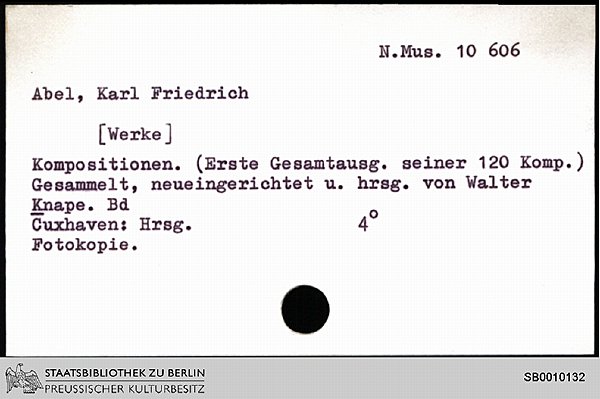 N.Mus. 10 606
Abel, Karl Friedrich
[Werke]
Kompositionen. (Erste Gesamtausg. seiner 120 Komp.)
Gesammelt, neueingerichtet u. hrsg. von Walter
Knape. Bd
Cuxhaven: Hrsg. 4°
Fotokopie.
STAATSBIBLIOTHEK ZU BERLIN
PREUSSISCHER KULTURBESITZ
SB0010132